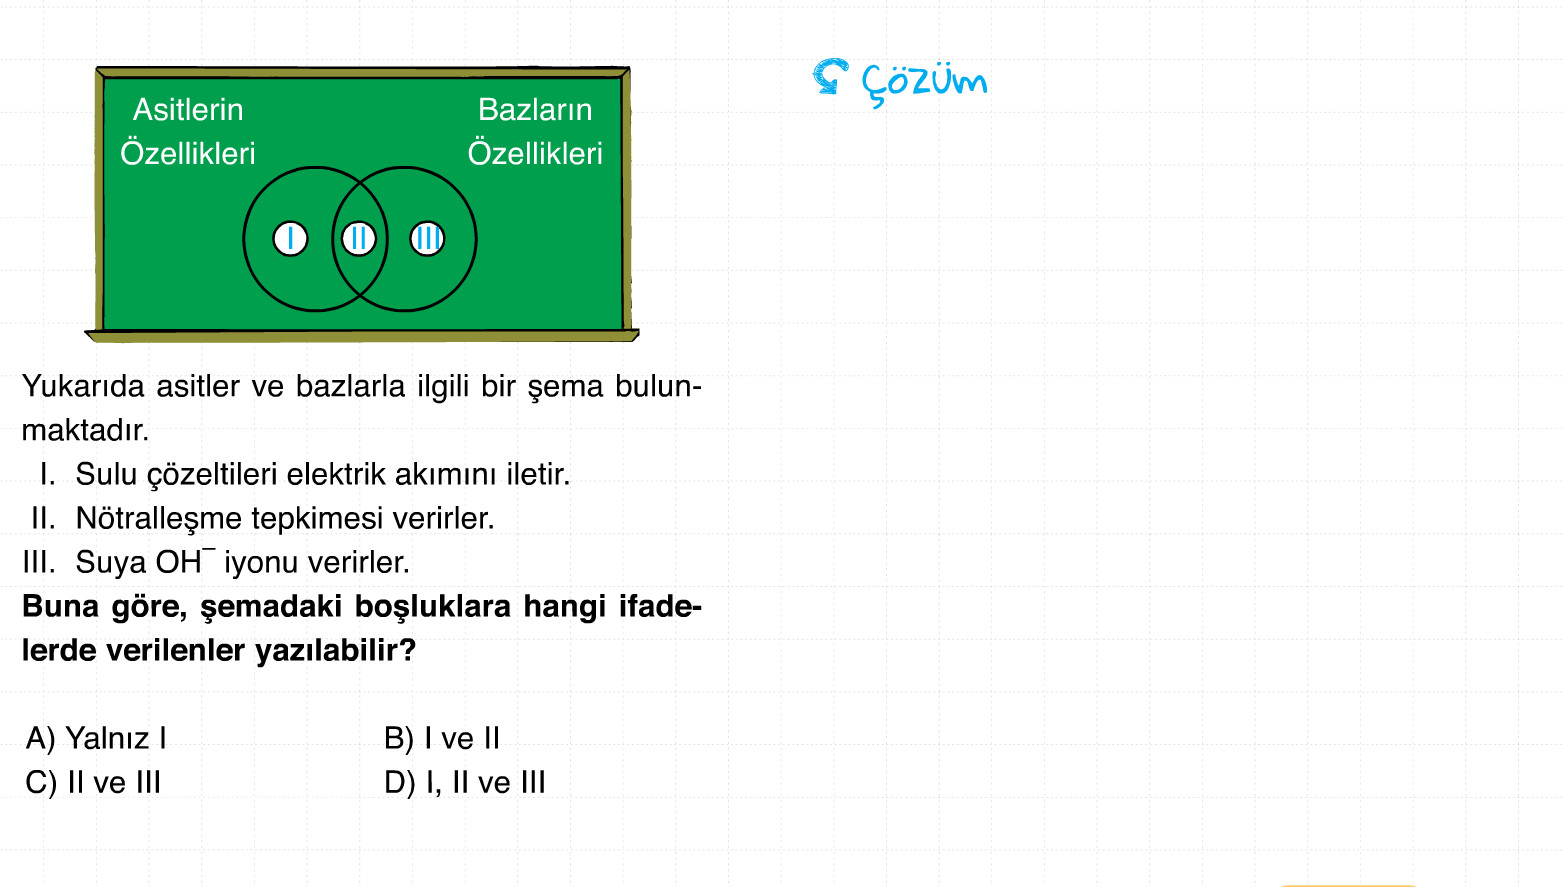 Asitlerin
Özellikleri
Bazların
Özellikleri
I
II
III
Yukarıda asitler ve bazlarla ilgili bir şema bulun-
maktadır.
I. Sulu çözeltileri elektrik akımını iletir.
II. Nötralleşme tepkimesi verirler.
III. Suya OH⁻ iyonu verirler.
Buna göre, şemadaki boşluklara hangi ifade-
lerde verilenler yazılabilir?
A) Yalnız I
B) I ve II
C) II ve III
D) I, II ve III
Çözüm